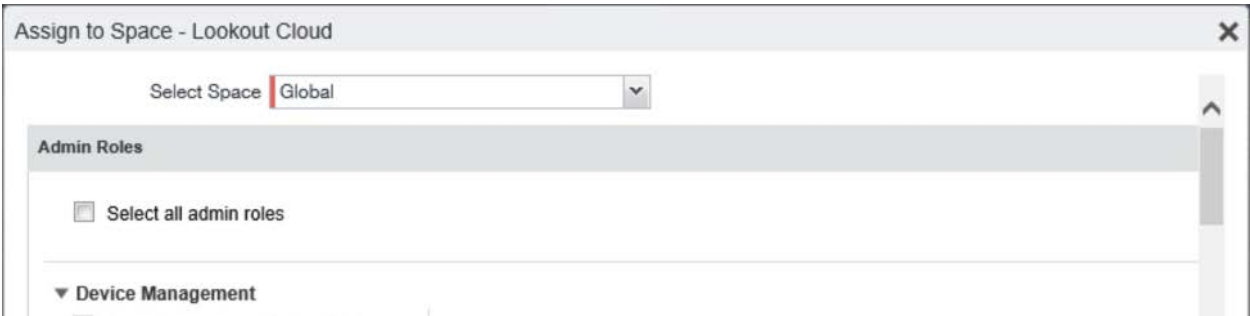 Assign to Space - Lookout Cloud
Select Space Global
Admin Roles
Select all admin roles
Device Management